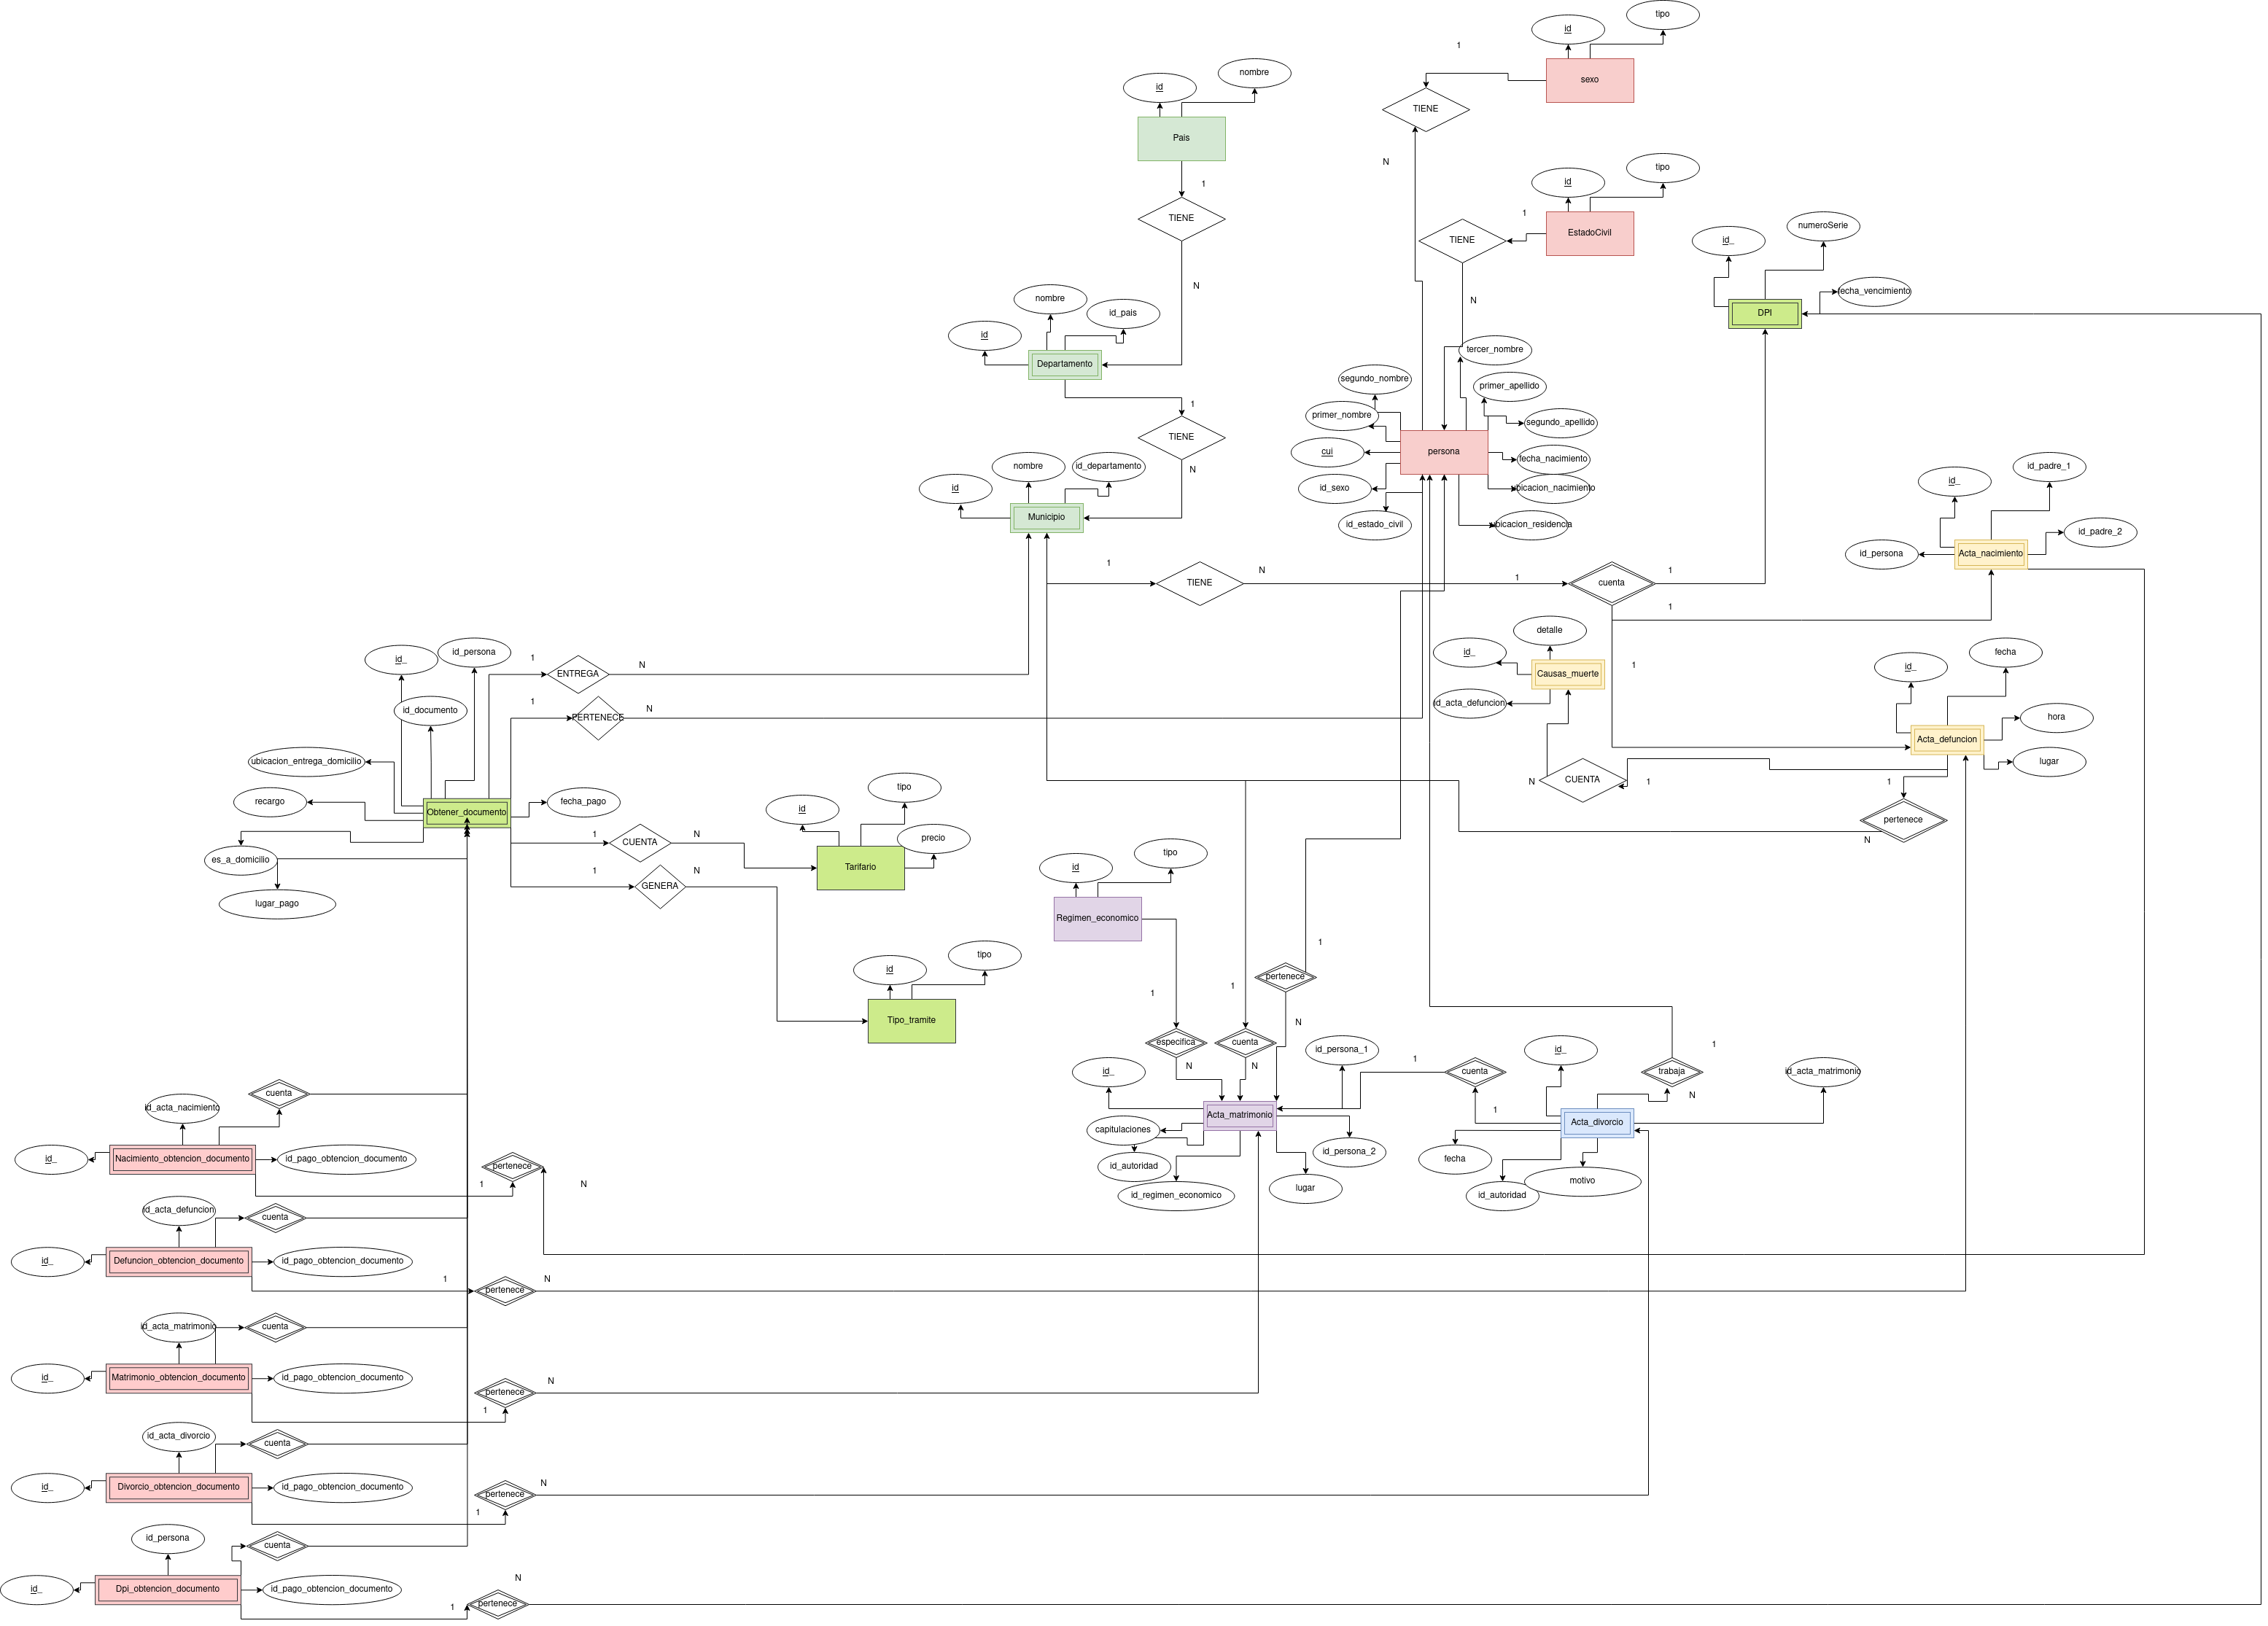 tipo
id
1
sexo
nombre
id
TIENE
Pais
N
tipo
id
1
TIENE
1
TIENE
EstadoCivil
numeroSerie
id_
N
fecha_vencimiento
nombre
id_pais
N
DPI
id
tercer_nombre
Departamento
segundo_nombre
primer_apellido
1
primer_nombre
segundo_apellido
TIENE
cui
persona
fecha_nacimiento
nombre
id_departamento
N
id_padre_1
id
id_sexo
ubicacion_nacimiento
id_
Municipio
id_estado_civil
ubicacion_residencia
id_padre_2
id_persona
Acta_nacimiento
1
N
1
1
TIENE
cuenta
1
detalle
id_persona
id_
1
N
id_
1
fecha
id_
ENTREGA
Causas_muerte
id_documento
1
N
id_acta_defuncion
PERTENECE
hora
Acta_defuncion
ubicacion_entrega_domicilio
lugar
CUENTA
N
1
1
tipo
recargo
fecha_pago
id
Obtener_documento
pertenece
1
N
precio
N
CUENTA
es_a_domicilio
tipo
Tarifario
id
1
N
GENERA
lugar_pago
Regimen_economico
1
tipo
id
pertenece
1
1
Tipo_tramite
N
especifica
cuenta
id_persona_1
id_
1
N
N
1
id_
cuenta
trabaja
id_acta_matrimonio
cuenta
N
id_acta_nacimiento
1
Acta_matrimonio
Acta_divorcio
capitulaciones
id_
Nacimiento_obtencion_documento
id_pago_obtencion_documento
pertenece
id_autoridad
id_persona_2
fecha
1
N
id_regimen_economico
lugar
motivo
id_autoridad
id_acta_defuncion
cuenta
id_
Defuncion_obtencion_documento
id_pago_obtencion_documento
1
N
pertenece
id_acta_matrimonio
cuenta
id_
Matrimonio_obtencion_documento
id_pago_obtencion_documento
N
pertenece
1
id_acta_divorcio
cuenta
id_
Divorcio_obtencion_documento
id_pago_obtencion_documento
N
pertenece
1
id_persona
cuenta
id_
Dpi_obtencion_documento
id_pago_obtencion_documento
N
1
pertenece